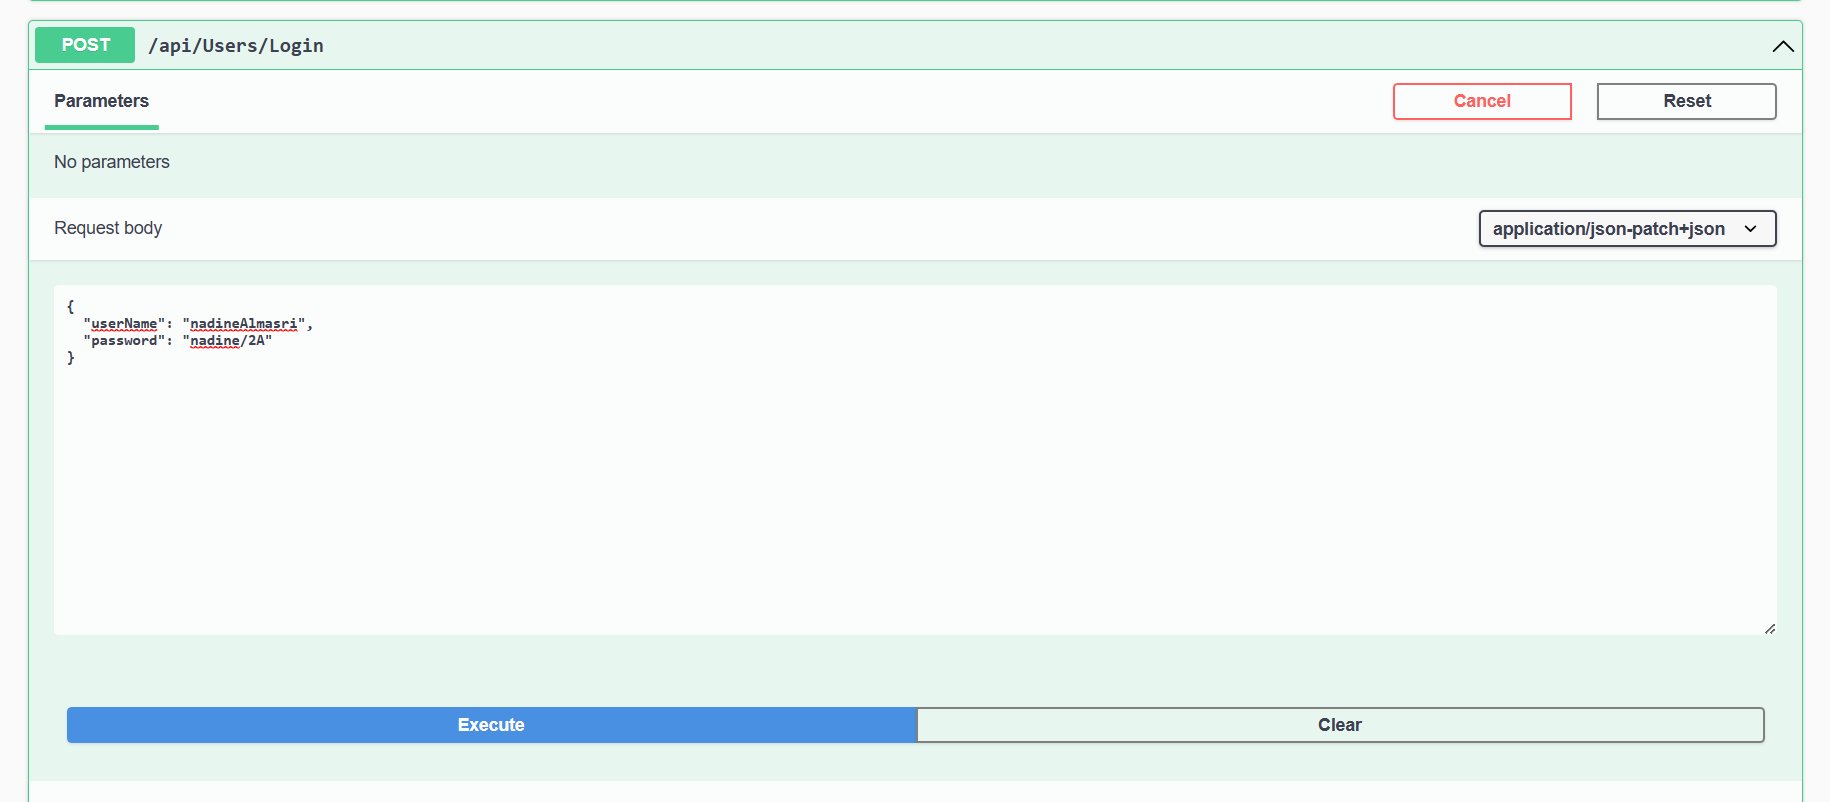 POST /api/Users/Login
Parameters Cancel Reset
No parameters
Request body application/json-patch+json
{
  "userName": "nadineAlmasri",
  "password": "nadine/2A"
}
Execute Clear